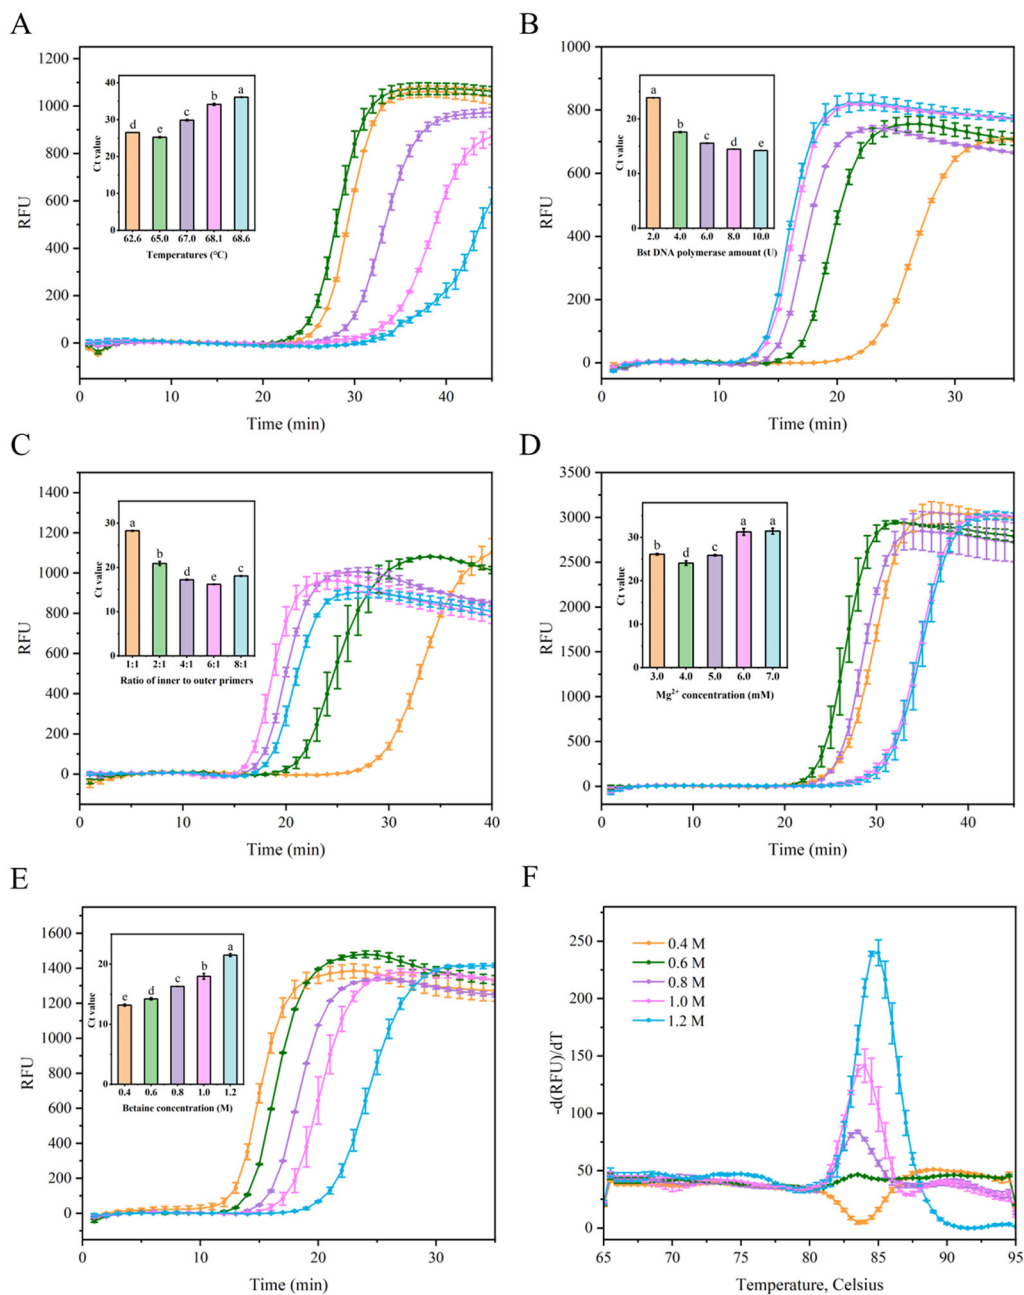 A
1200
1000
800
600
400
200
0
RFU
0
10
20
30
40
Time (min)
40
30
20
10
0
Ct value
d
e
c
b
a
62.6
65.0
67.0
68.1
68.6
Temperatures (°C)
B
1000
800
600
400
200
0
RFU
0
10
20
30
Time (min)
20
10
0
Ct value
a
b
c
d
e
2.0
4.0
6.0
8.0
10.0
Bst DNA polymerase amount (U)
C
1400
1200
1000
800
600
400
200
0
RFU
0
10
20
30
40
Time (min)
30
20
10
0
Ct value
a
b
d
e
c
1:1
2:1
4:1
6:1
8:1
Ratio of inner to outer primers
D
3500
3000
2500
2000
1500
1000
500
0
RFU
0
10
20
30
40
Time (min)
30
20
10
0
Ct value
b
d
c
a
a
3.0
4.0
5.0
6.0
7.0
Mg²⁺ concentration (mM)
E
1600
1400
1200
1000
800
600
400
200
0
RFU
0
10
20
30
Time (min)
20
10
0
Ct value
e
d
c
b
a
0.4
0.6
0.8
1.0
1.2
Betaine concentration (M)
F
250
200
150
100
50
0
-d(RFU)/dT
65
70
75
80
85
90
95
Temperature, Celsius
0.4 M
0.6 M
0.8 M
1.0 M
1.2 M